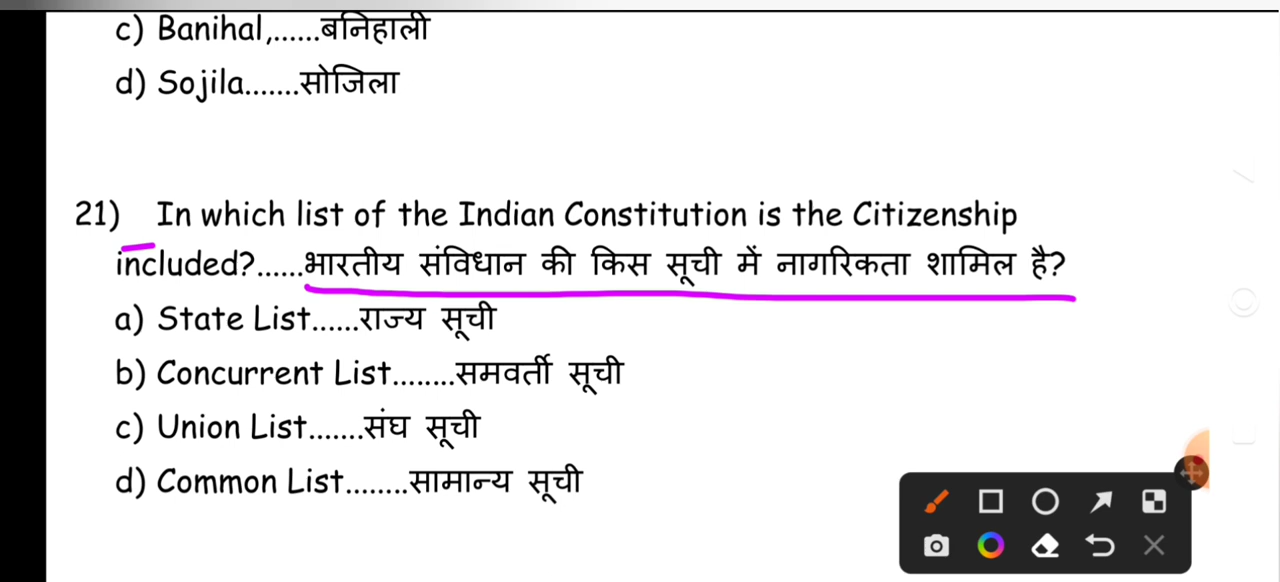 c) Banihal,......बनिहाली
d) Sojila.......सोजिला
21) In which list of the Indian Constitution is the Citizenship
included?......भारतीय संविधान की किस सूची में नागरिकता शामिल है?
a) State List......राज्य सूची
b) Concurrent List........समवर्ती सूची
c) Union List.......संघ सूची
d) Common List........सामान्य सूची